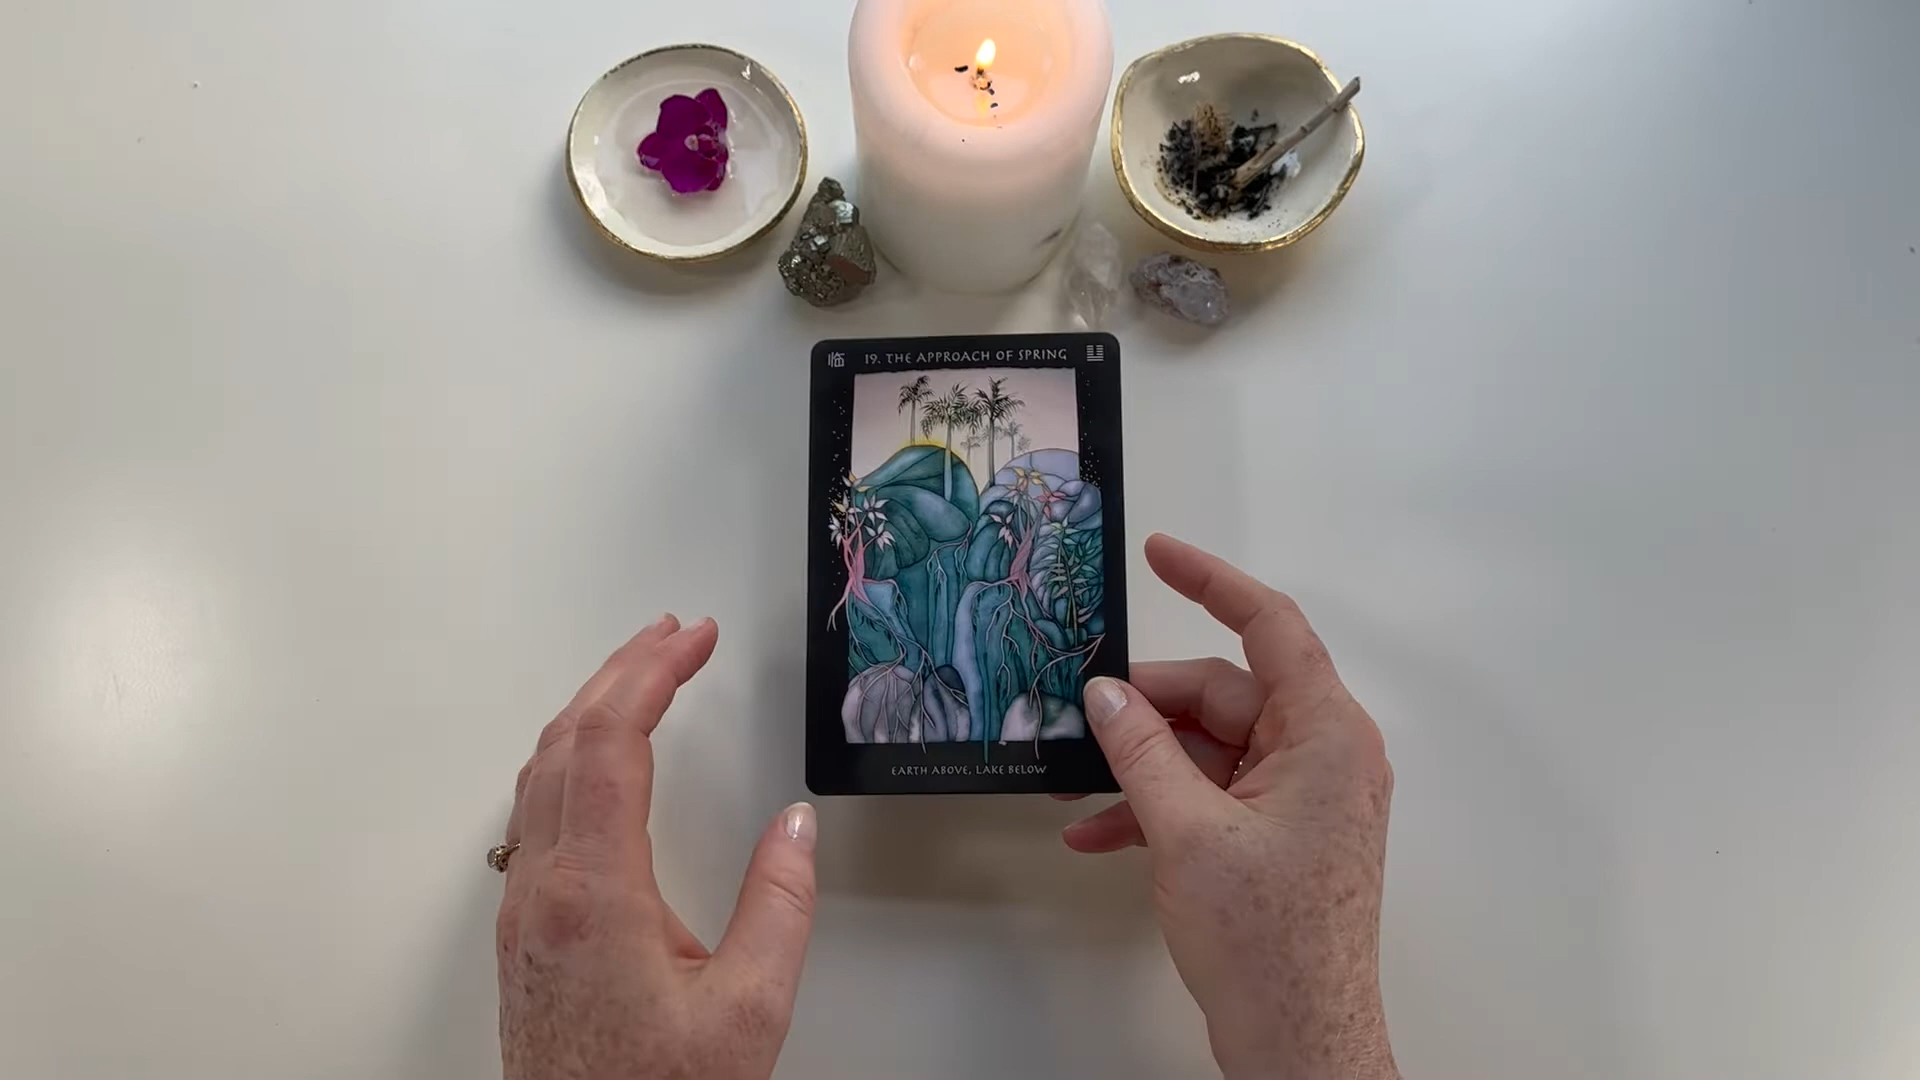 临
19. THE APPROACH OF SPRING
EARTH ABOVE, LAKE BELOW